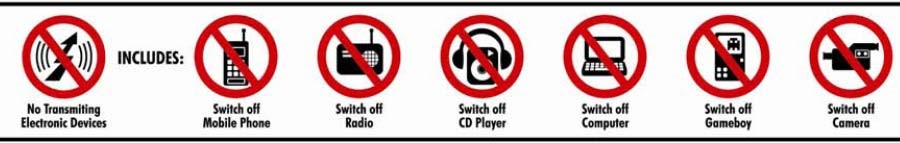 No Transmiting
Electronic Devices
INCLUDES:
Switch off
Mobile Phone
Switch off
Radio
Switch off
CD Player
Switch off
Computer
Switch off
Gameboy
Switch off
Camera